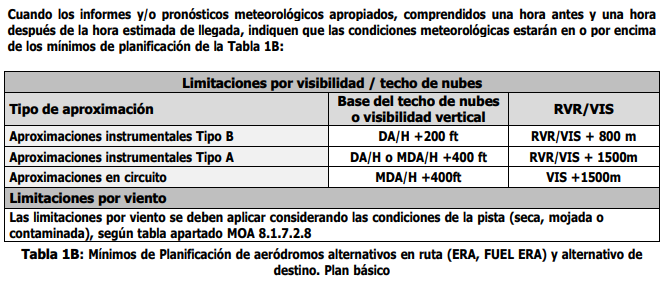 Cuando los informes y/o pronósticos meteorológicos apropiados, comprendidos una hora antes y una hora
después de la hora estimada de llegada, indiquen que las condiciones meteorológicas estarán en o por encima
de los mínimos de planificación de la Tabla 1B:
Limitaciones por visibilidad / techo de nubes
Tipo de aproximación
Base del techo de nubes
o visibilidad vertical
RVR/VIS
Aproximaciones instrumentales Tipo B
DA/H +200 ft
RVR/VIS + 800 m
Aproximaciones instrumentales Tipo A
DA/H o MDA/H +400 ft
RVR/VIS + 1500m
Aproximaciones en circuito
MDA/H +400ft
VIS +1500m
Limitaciones por viento
Las limitaciones por viento se deben aplicar considerando las condiciones de la pista (seca, mojada o
contaminada), según tabla apartado MOA 8.1.7.2.8
Tabla 1B: Mínimos de Planificación de aeródromos alternativos en ruta (ERA, FUEL ERA) y alternativo de
destino. Plan básico